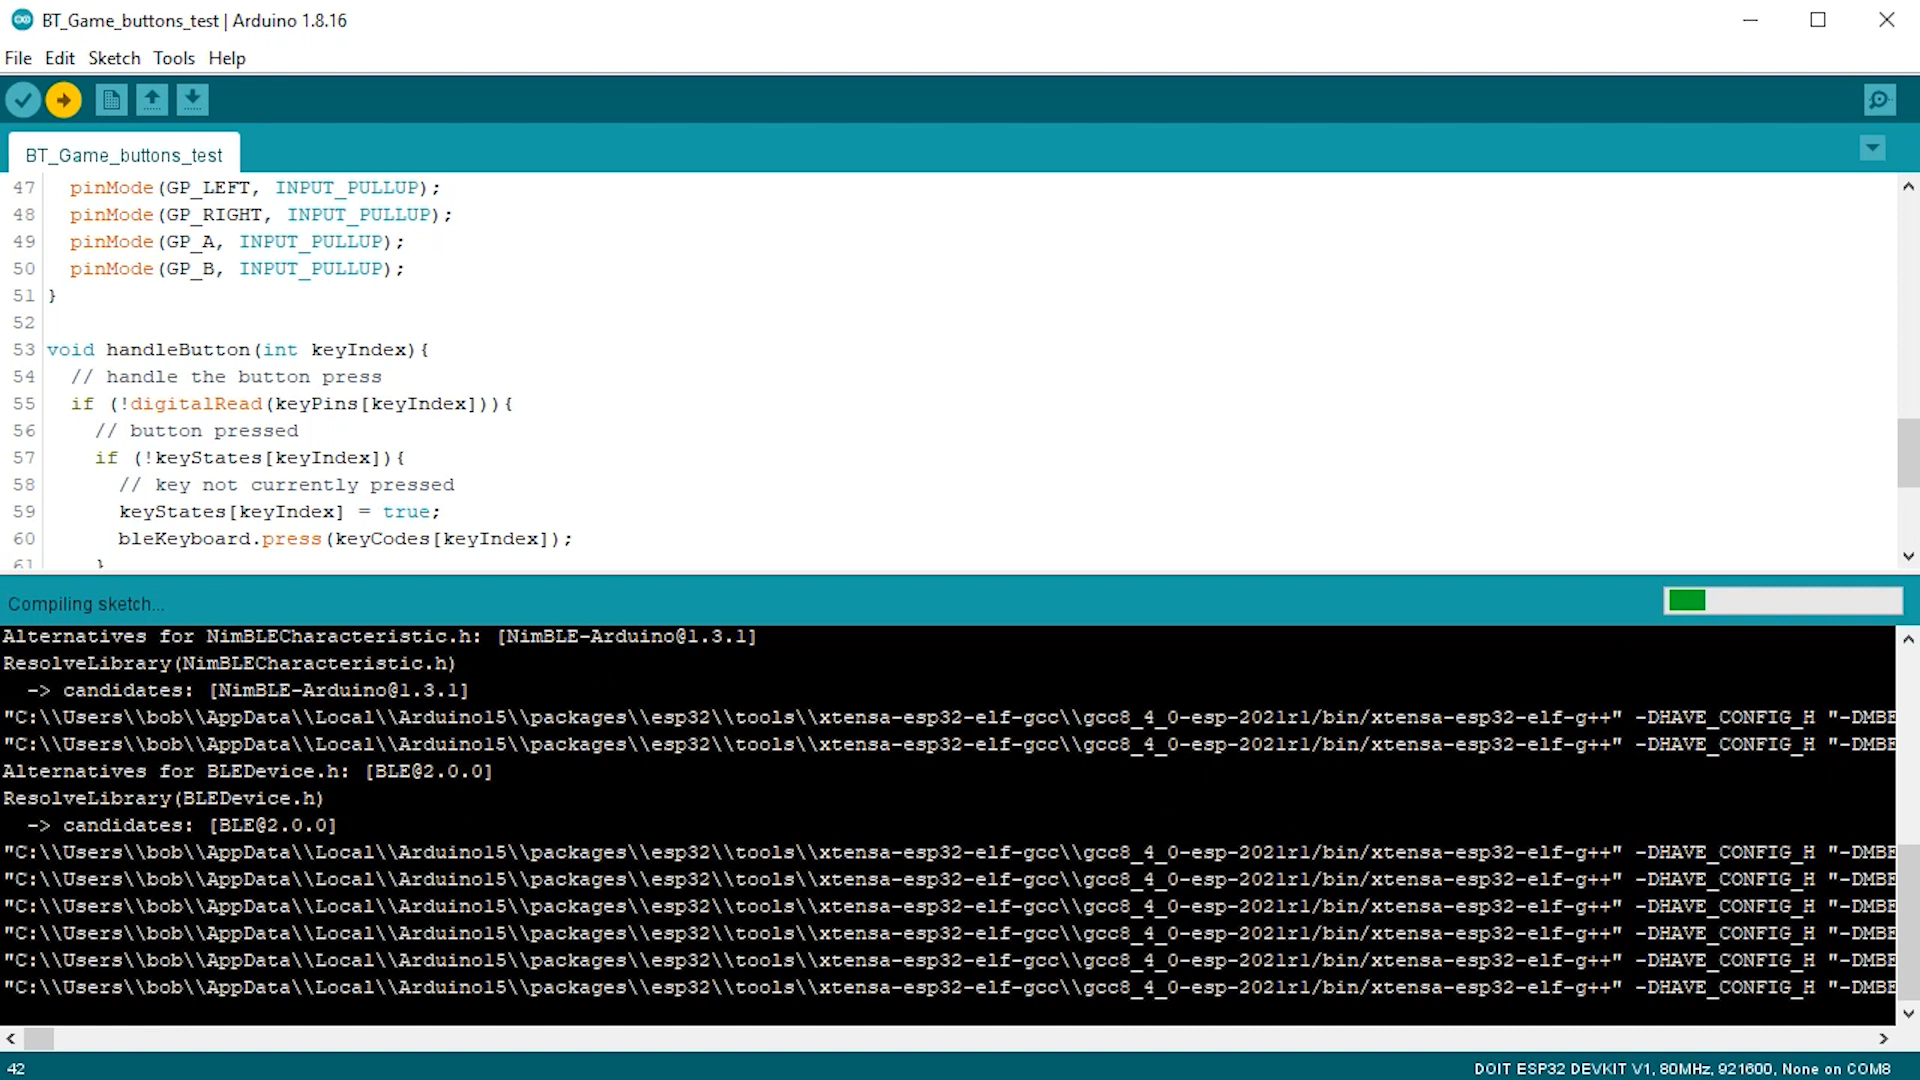 BT_Game_buttons_test | Arduino 1.8.16
File Edit Sketch Tools Help
BT_Game_buttons_test
47 pinMode(GP_LEFT, INPUT_PULLUP);
48 pinMode(GP_RIGHT, INPUT_PULLUP);
49 pinMode(GP_A, INPUT_PULLUP);
50 pinMode(GP_B, INPUT_PULLUP);
51 }
52
53 void handleButton(int keyIndex){
54 // handle the button press
55 if (!digitalRead(keyPins[keyIndex])){
56 // button pressed
57 if (!keyStates[keyIndex]){
58 // key not currently pressed
59 keyStates[keyIndex] = true;
60 bleKeyboard.press(keyCodes[keyIndex]);
61 }
Compiling sketch...
Alternatives for NimBLECharacteristic.h: [NimBLE-Arduino@1.3.1]
ResolveLibrary(NimBLECharacteristic.h)
-> candidates: [NimBLE-Arduino@1.3.1]
"C:\\Users\\bob\\AppData\\Local\\Arduino15\\packages\\esp32\\tools\\xtensa-esp32-elf-gcc\\gcc8_4_0-esp-2021r1/bin/xtensa-esp32-elf-g++" -DHAVE_CONFIG_H "-DMBE
"C:\\Users\\bob\\AppData\\Local\\Arduino15\\packages\\esp32\\tools\\xtensa-esp32-elf-gcc\\gcc8_4_0-esp-2021r1/bin/xtensa-esp32-elf-g++" -DHAVE_CONFIG_H "-DMBE
Alternatives for BLEDevice.h: [BLE@2.0.0]
ResolveLibrary(BLEDevice.h)
-> candidates: [BLE@2.0.0]
"C:\\Users\\bob\\AppData\\Local\\Arduino15\\packages\\esp32\\tools\\xtensa-esp32-elf-gcc\\gcc8_4_0-esp-2021r1/bin/xtensa-esp32-elf-g++" -DHAVE_CONFIG_H "-DMBE
"C:\\Users\\bob\\AppData\\Local\\Arduino15\\packages\\esp32\\tools\\xtensa-esp32-elf-gcc\\gcc8_4_0-esp-2021r1/bin/xtensa-esp32-elf-g++" -DHAVE_CONFIG_H "-DMBE
"C:\\Users\\bob\\AppData\\Local\\Arduino15\\packages\\esp32\\tools\\xtensa-esp32-elf-gcc\\gcc8_4_0-esp-2021r1/bin/xtensa-esp32-elf-g++" -DHAVE_CONFIG_H "-DMBE
"C:\\Users\\bob\\AppData\\Local\\Arduino15\\packages\\esp32\\tools\\xtensa-esp32-elf-gcc\\gcc8_4_0-esp-2021r1/bin/xtensa-esp32-elf-g++" -DHAVE_CONFIG_H "-DMBE
"C:\\Users\\bob\\AppData\\Local\\Arduino15\\packages\\esp32\\tools\\xtensa-esp32-elf-gcc\\gcc8_4_0-esp-2021r1/bin/xtensa-esp32-elf-g++" -DHAVE_CONFIG_H "-DMBE
"C:\\Users\\bob\\AppData\\Local\\Arduino15\\packages\\esp32\\tools\\xtensa-esp32-elf-gcc\\gcc8_4_0-esp-2021r1/bin/xtensa-esp32-elf-g++" -DHAVE_CONFIG_H "-DMBE
42 DOIT ESP32 DEVKIT V1, 80MHz, 921600, None on COM8